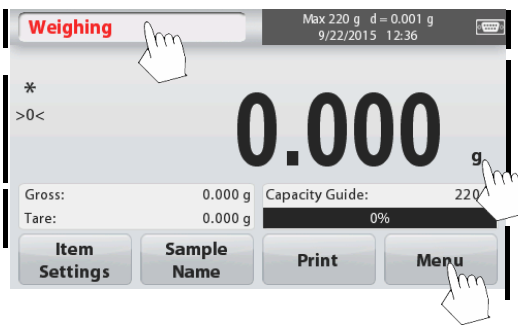 Weighing
Max 220 g d = 0.001 g
9/22/2015 12:36
*
>0<
0.000 g
Gross: 0.000 g
Tare: 0.000 g
Capacity Guide: 220
0%
Item Settings
Sample Name
Print
Menu